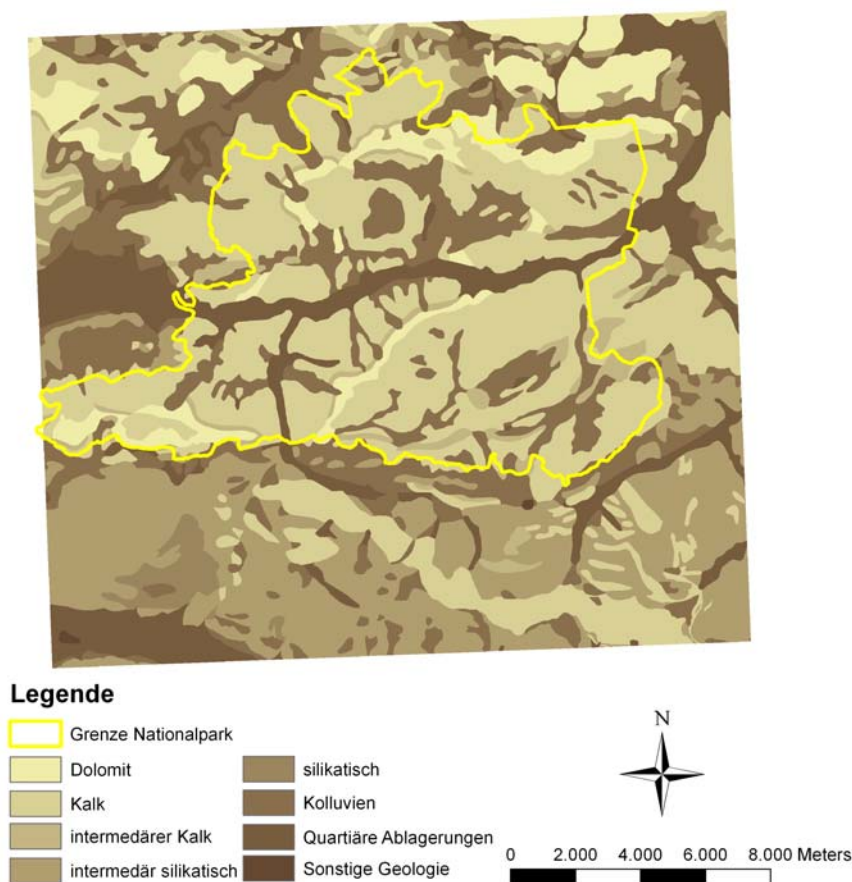 Legende
Grenze Nationalpark
Dolomit
Kalk
intermedärer Kalk
intermedär silikatisch
silikatisch
Kolluvien
Quartiäre Ablagerungen
Sonstige Geologie
N
0 2.000 4.000 6.000 8.000 Meters